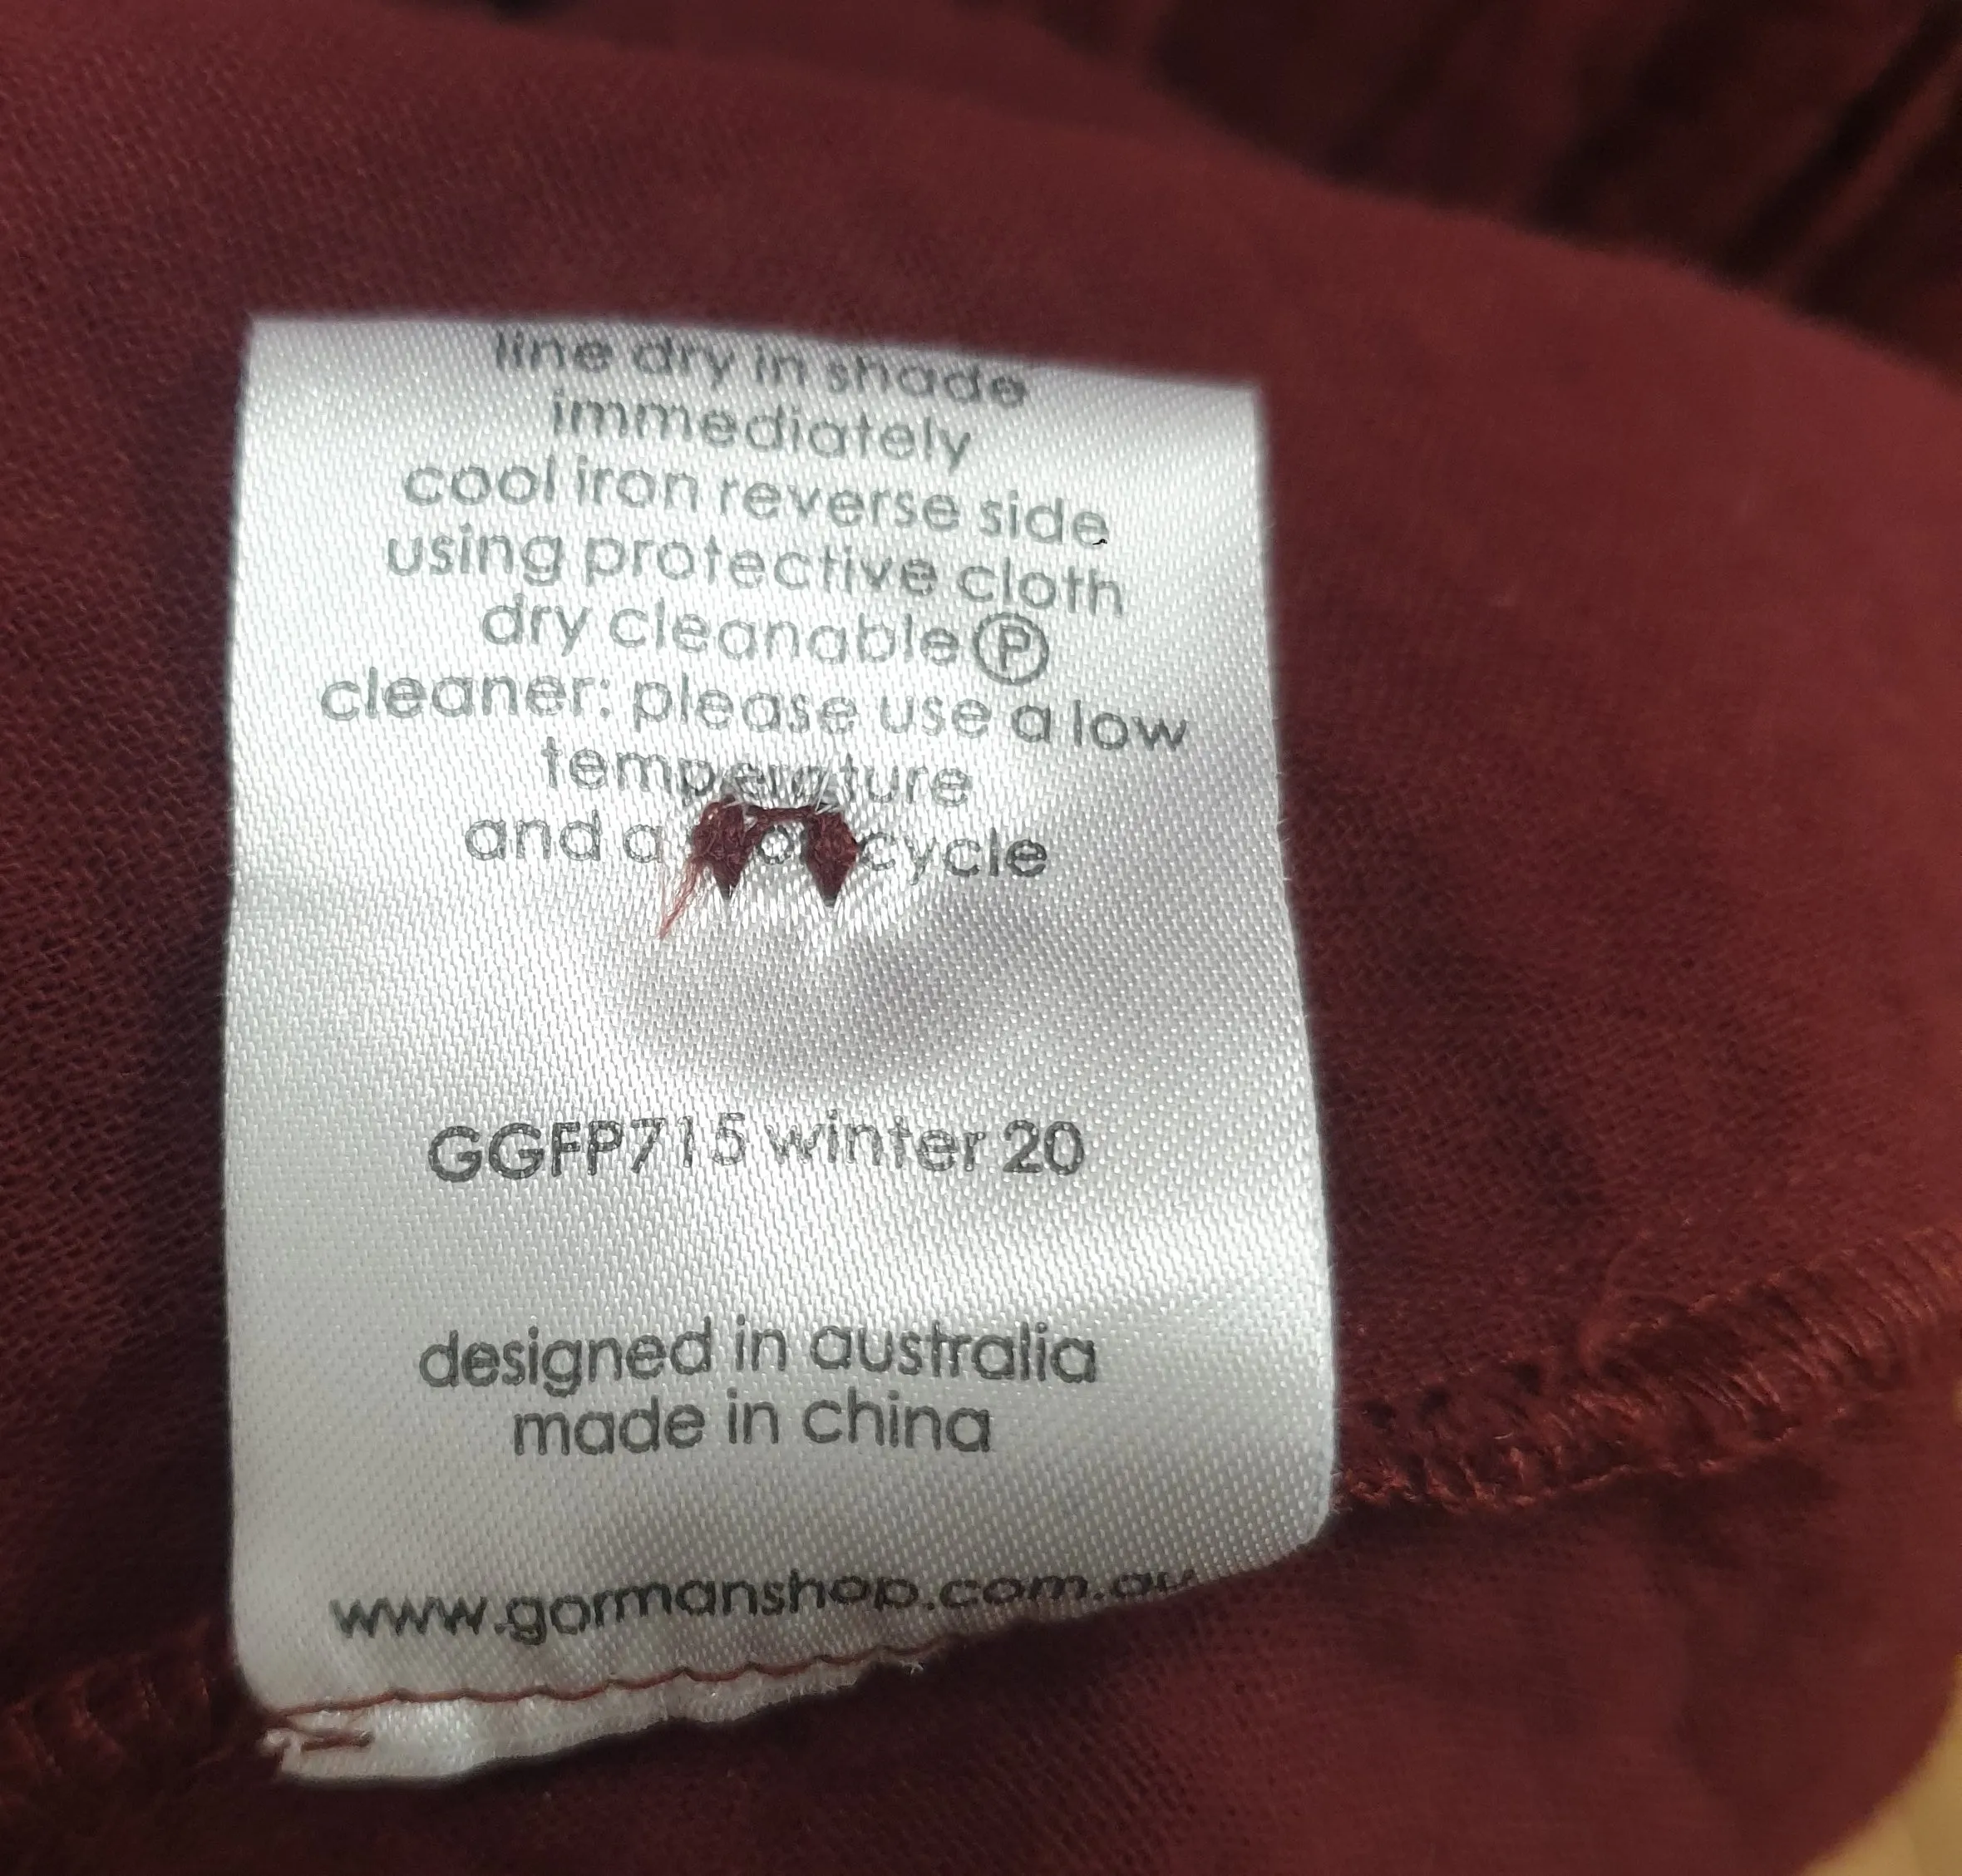 line dry in shade
immediately
cool iron reverse side
using protective cloth
dry cleanable Ⓟ
cleaner: please use a low
temperature
and a cycle
GGFP715 winter 20
designed in australia
made in china
www.gormanshop.com.au